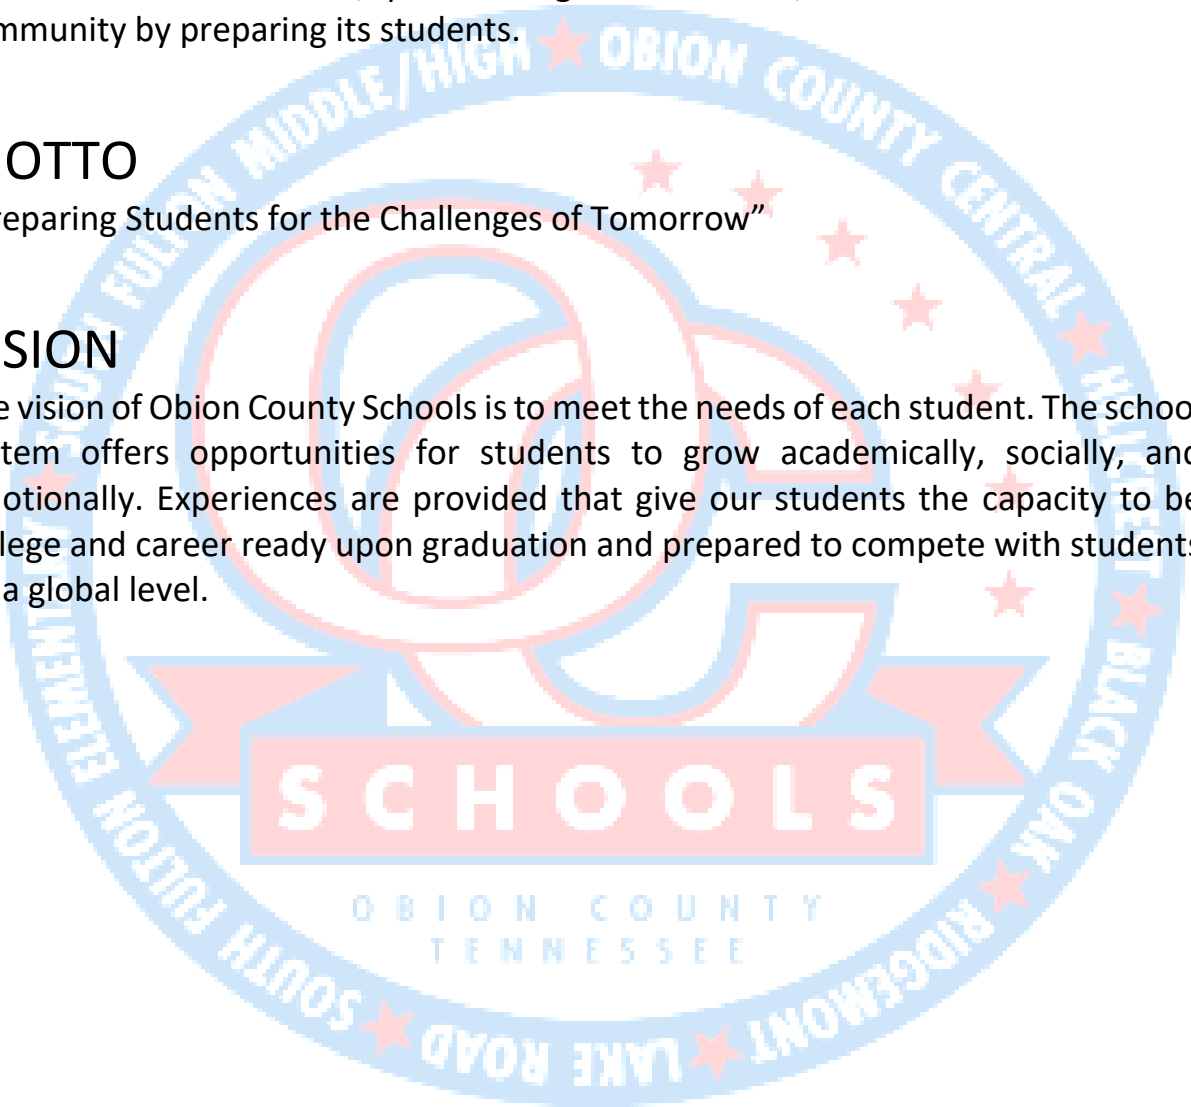 mmunity by preparing its students.
OTTO
reparing Students for the Challenges of Tomorrow”
SION
e vision of Obion County Schools is to meet the needs of each student. The school
tem offers opportunities for students to grow academically, socially, and
otionally. Experiences are provided that give our students the capacity to be
llege and career ready upon graduation and prepared to compete with students
a global level.
SOUTH FULTON MIDDLE/HIGH ★ OBION COUNTY CENTRAL ★ HILLCREST ★ BLACK OAK ★ RIDGEMONT ★ LAKE ROAD ★ SOUTH FULTON ELEMENTARY ★
SCHOOLS
OBION COUNTY
TENNESSEE